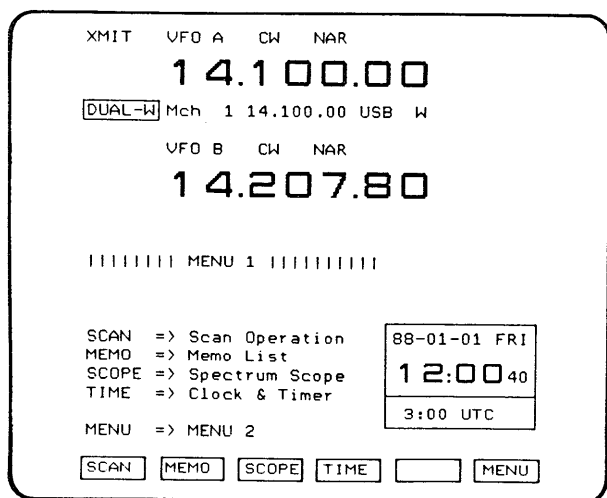 XMIT VFO A CW NAR
14.100.00
DUAL-W Mch 1 14.100.00 USB W
VFO B CW NAR
14.207.80
|||||||| MENU 1 ||||||||||
SCAN => Scan Operation
MEMO => Memo List
SCOPE => Spectrum Scope
TIME => Clock & Timer
MENU => MENU 2
88-01-01 FRI
12:00 40
3:00 UTC
SCAN MEMO SCOPE TIME MENU